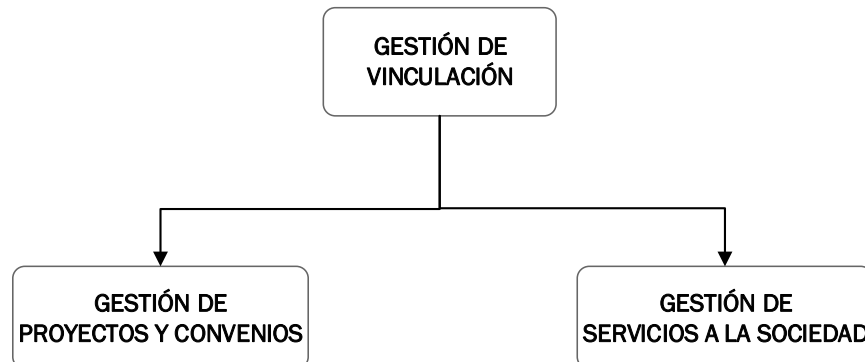 GESTIÓN DE
VINCULACIÓN
GESTIÓN DE
PROYECTOS Y CONVENIOS
GESTIÓN DE
SERVICIOS A LA SOCIEDAD